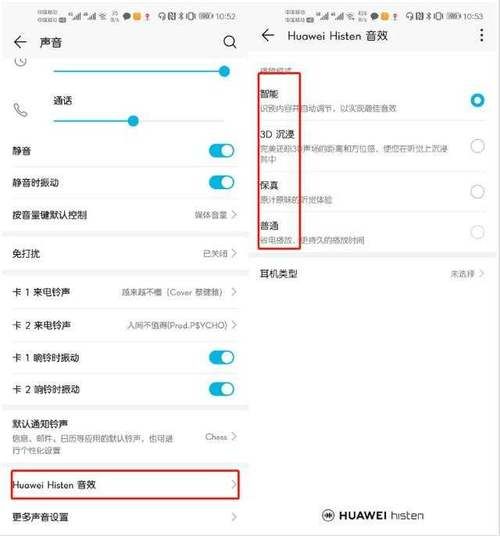 10:52
声音
通话
静音
静音时振动
按音量键默认控制 媒体音量
免打扰 已关闭
卡 1 来电铃声 越来越不懂 (Cover 蔡健雅)
卡 2 来电铃声 人间不值得(Prod.P$YCHO)
卡 1 响铃时振动
卡 2 响铃时振动
默认通知铃声
信息、邮件、日历等应用的默认铃声，也可进 Chess
行个性化设置
Huawei Histen 音效
更多声音设置
10:53
Huawei Histen 音效
智能
识别内容并自动调节，以实现最佳音效
3D 沉浸
完美还原3D声场的距离和方位感，使您在听觉上沉浸
其中
保真
原汁原味的听觉体验
普通
省电播放，更持久的播放时间
耳机类型 未选择
HUAWEI histen